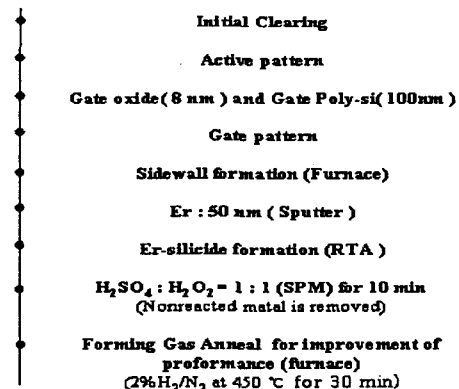 Initial Clearing
Active pattern
Gate oxide( 8 nm ) and Gate Poly-si( 100nm )
Gate pattern
Sidewall formation (Furnace)
Er : 50 nm ( Sputter )
Er-silicide formation (RTA )
H₂SO₄ : H₂O₂ = 1 : 1 (SPM) for 10 min
(Nonreacted matal is removed)
Forming Gas Anneal for improvement of
proformance (furnace)
(2%H₂/N₂ at 450 ℃ for 30 min)